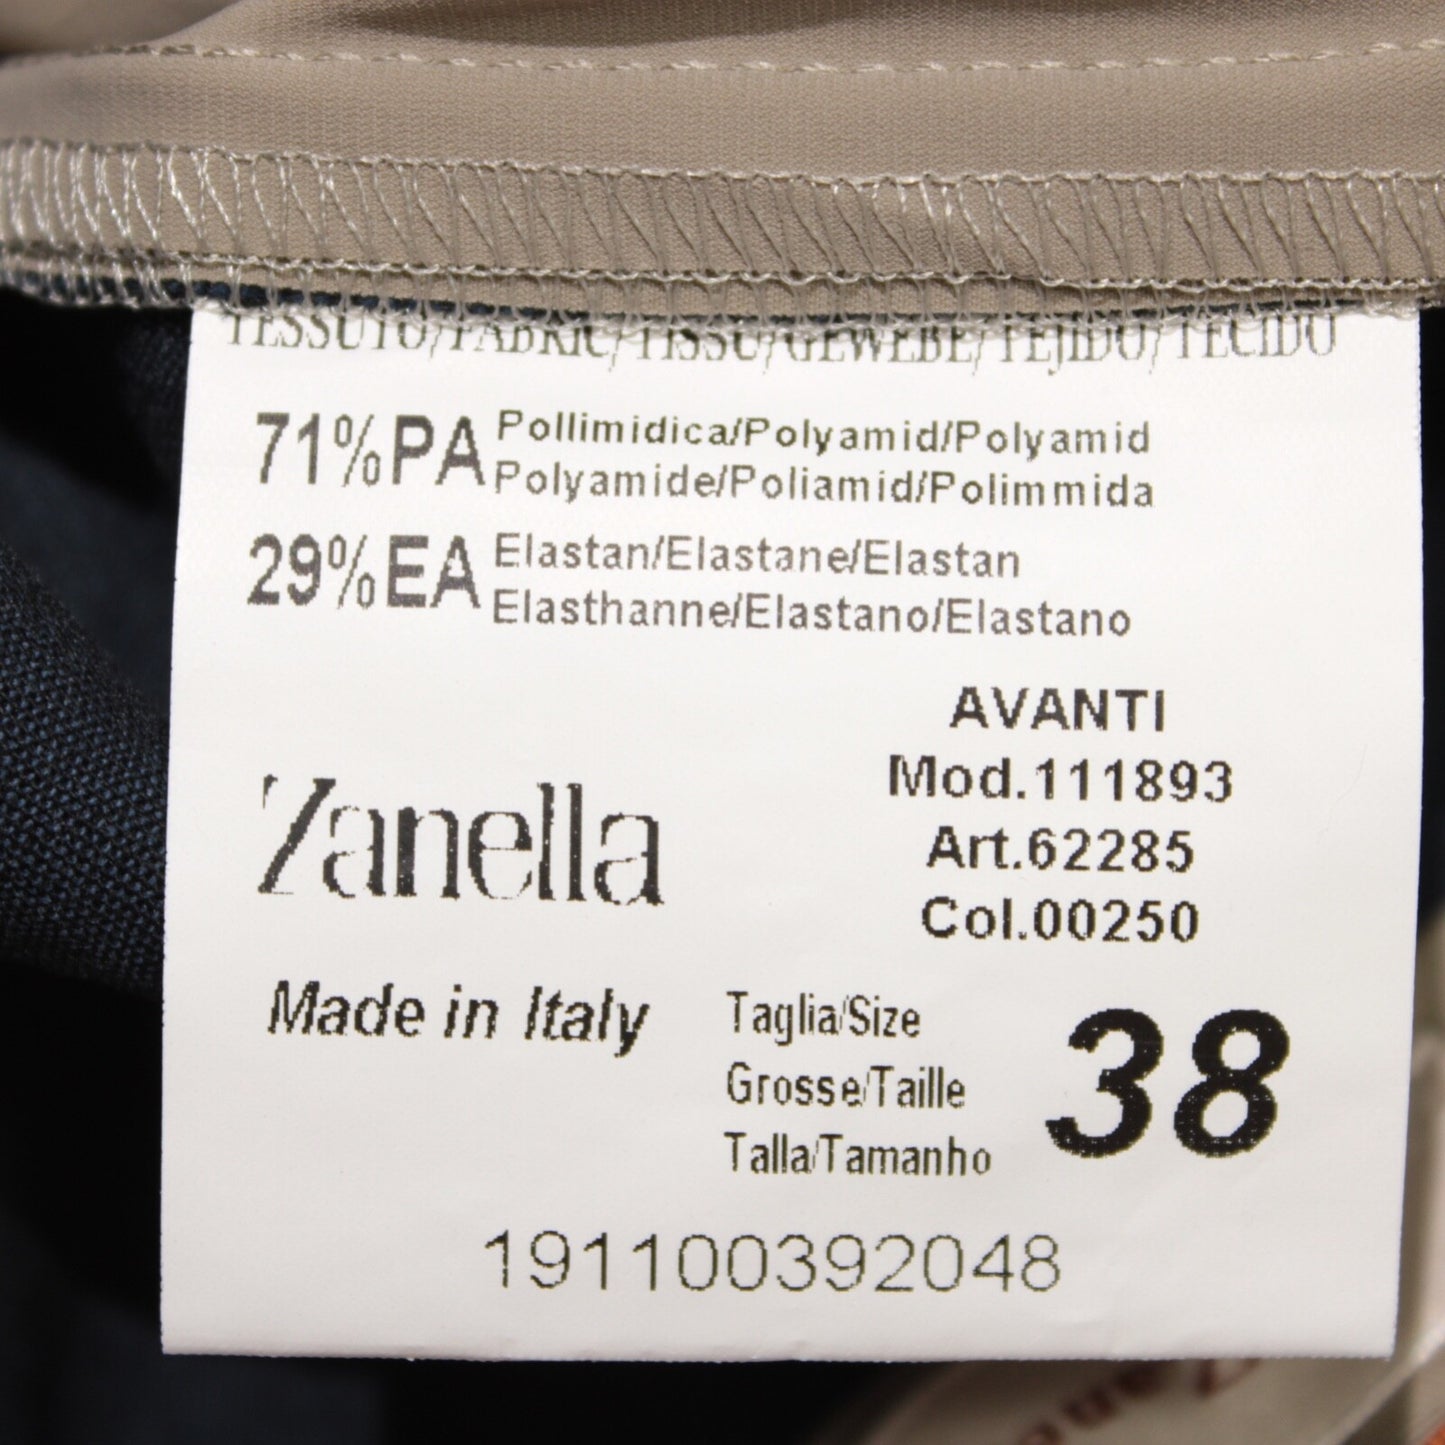 TESSUTO/FABRIC/TISSU/GEWEBE/TEJIDO/TECIDO
71%PA Pollimidica/Polyamid/Polyamid
Polyamide/Poliamid/Polimmida
29%EA Elastan/Elastane/Elastan
Elasthanne/Elastano/Elastano
AVANTI
Mod.111893
Art.62285
Col.00250
Zanella
Made in Italy
Taglia/Size
Grosse/Taille
Talla/Tamanho
38
191100392048